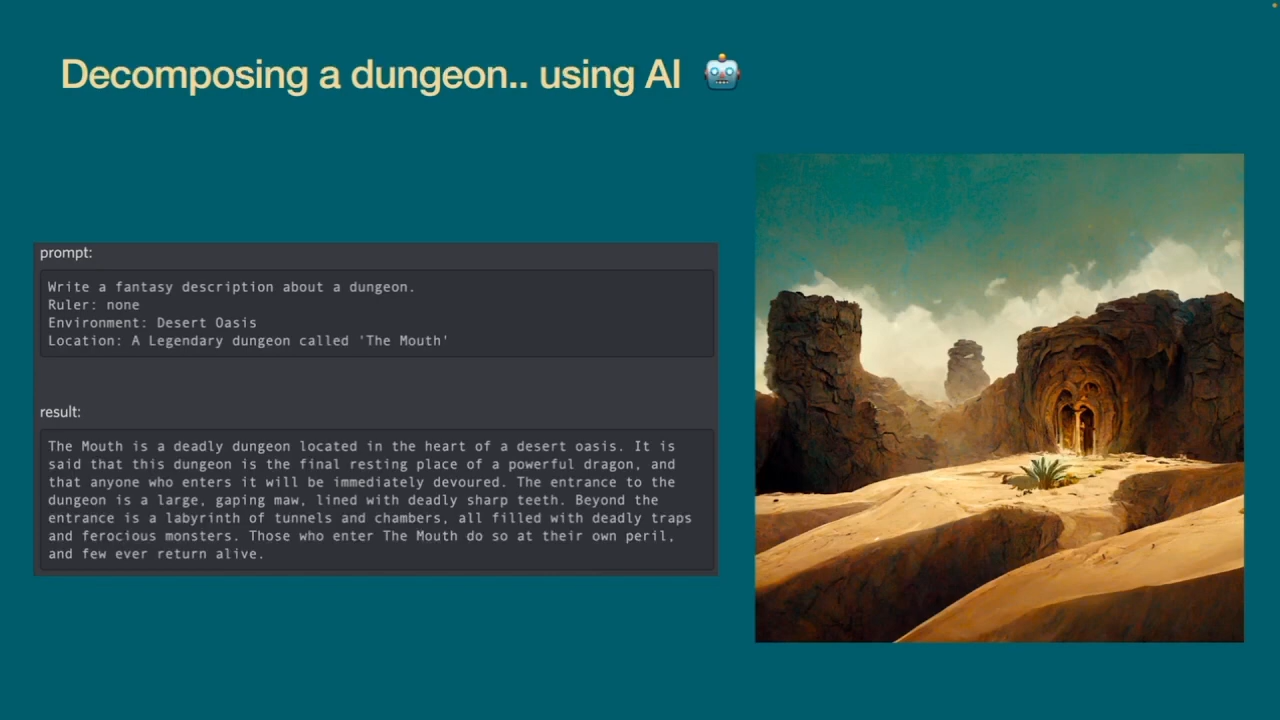 Decomposing a dungeon.. using AI 🤖
prompt:
Write a fantasy description about a dungeon.
Ruler: none
Environment: Desert Oasis
Location: A Legendary dungeon called 'The Mouth'
result:
The Mouth is a deadly dungeon located in the heart of a desert oasis. It is
said that this dungeon is the final resting place of a powerful dragon, and
that anyone who enters it will be immediately devoured. The entrance to the
dungeon is a large, gaping maw, lined with deadly sharp teeth. Beyond the
entrance is a labyrinth of tunnels and chambers, all filled with deadly traps
and ferocious monsters. Those who enter The Mouth do so at their own peril,
and few ever return alive.